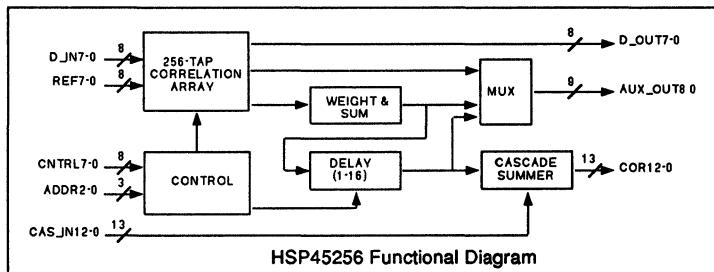 8
D_IN7-0
8
REF7-0
256-TAP
CORRELATION
ARRAY
8
D_OUT7-0
MUX
9
AUX_OUT8 0
WEIGHT &
SUM
CNTRL7-0
8
ADDR2-0
3
CONTROL
DELAY
(1-16)
CASCADE
SUMMER
13
COR12-0
CAS_IN12-0
13
HSP45256 Functional Diagram